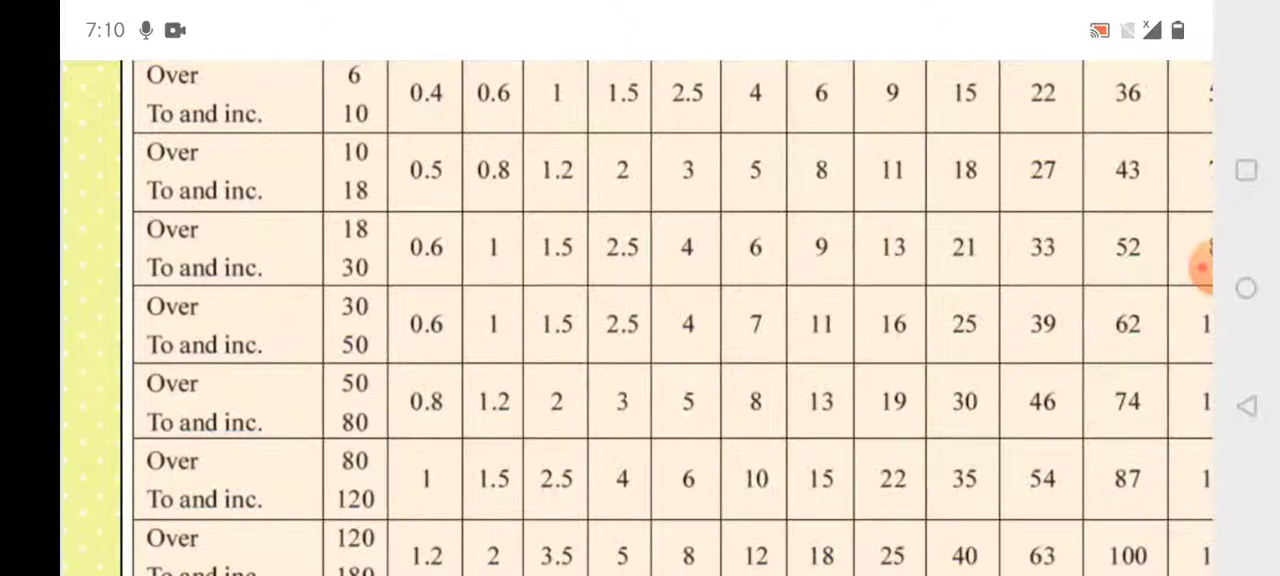 7:10
Over 6
To and inc. 10
0.4 0.6 1 1.5 2.5 4 6 9 15 22 36
Over 10
To and inc. 18
0.5 0.8 1.2 2 3 5 8 11 18 27 43
Over 18
To and inc. 30
0.6 1 1.5 2.5 4 6 9 13 21 33 52
Over 30
To and inc. 50
0.6 1 1.5 2.5 4 7 11 16 25 39 62
Over 50
To and inc. 80
0.8 1.2 2 3 5 8 13 19 30 46 74
Over 80
To and inc. 120
1 1.5 2.5 4 6 10 15 22 35 54 87
Over 120
To and inc. 180
1.2 2 3.5 5 8 12 18 25 40 63 100